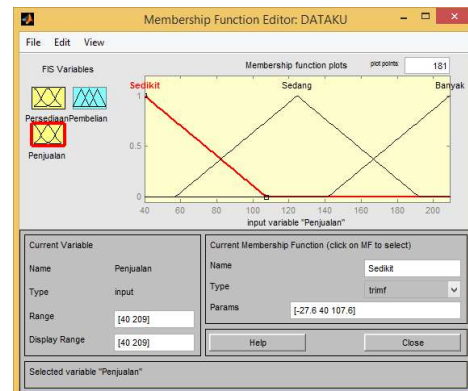 Membership Function Editor: DATAKU
File Edit View
FIS Variables
Persediaan Pembelian
Penjualan
Membership function plots
plot points
181
Sedikit Sedang Banyak
1
0.5
0
40 60 80 100 120 140 160 180 200
input variable "Penjualan"
Current Variable
Name Penjualan
Type input
Range [40 209]
Display Range [40 209]
Current Membership Function (click on MF to select)
Name Sedikit
Type trimf
Params [-27.6 40 107.6]
Help Close
Selected variable "Penjualan"